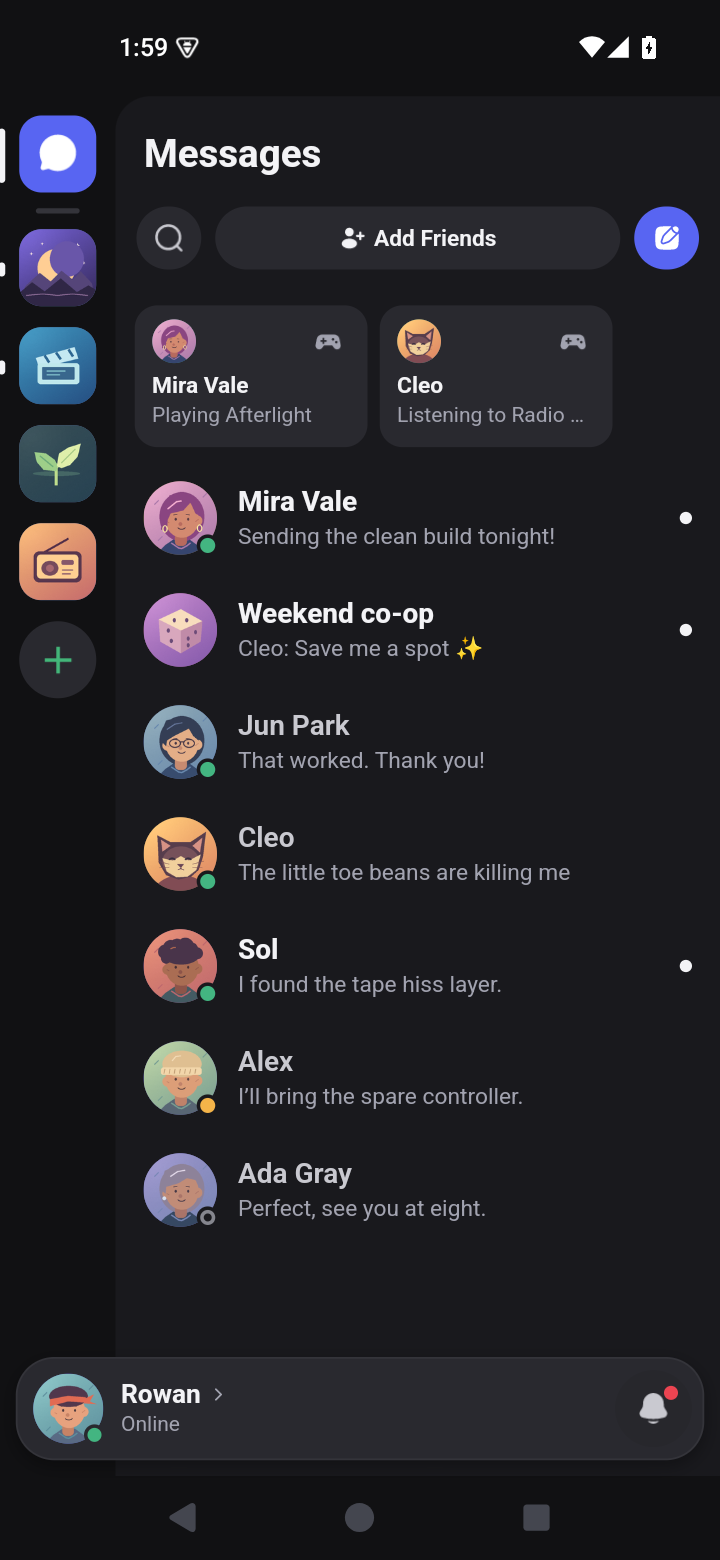 1:59
Messages
Add Friends
Mira Vale
Playing Afterlight
Cleo
Listening to Radio ...
Mira Vale
Sending the clean build tonight!
Weekend co-op
Cleo: Save me a spot ✨
Jun Park
That worked. Thank you!
Cleo
The little toe beans are killing me
Sol
I found the tape hiss layer.
Alex
I’ll bring the spare controller.
Ada Gray
Perfect, see you at eight.
Rowan
Online